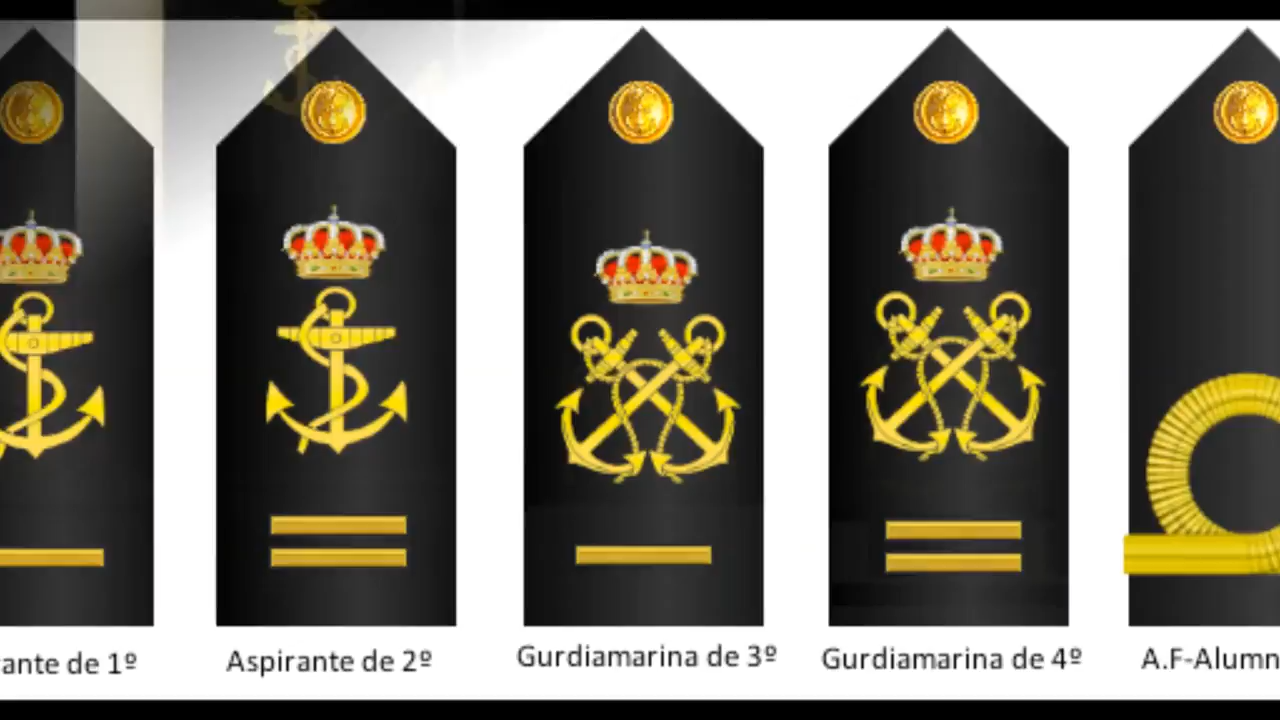 ante de 1º
Aspirante de 2º
Gurdiamarina de 3º
Gurdiamarina de 4º
A.F-Alumn